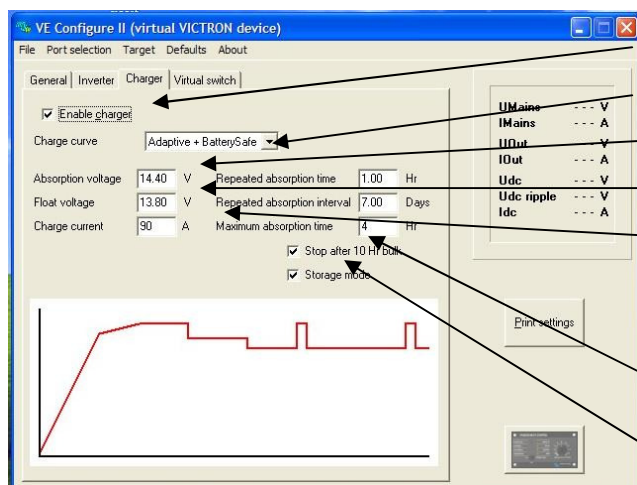 VE Configure II (virtual VICTRON device)
File Port selection Target Defaults About
General Inverter Charger Virtual switch
Enable charger
Charge curve Adaptive + BatterySafe
Absorption voltage 14.40 V Repeated absorption time 1.00 Hr
Float voltage 13.80 V Repeated absorption interval 7.00 Days
Charge current 90 A Maximum absorption time 4 Hr
Stop after 10 Hr bulk
Storage mode
UMains --- V
IMains --- A
UOut --- V
IOut --- A
Udc --- V
Udc ripple --- V
Idc --- A
Print settings